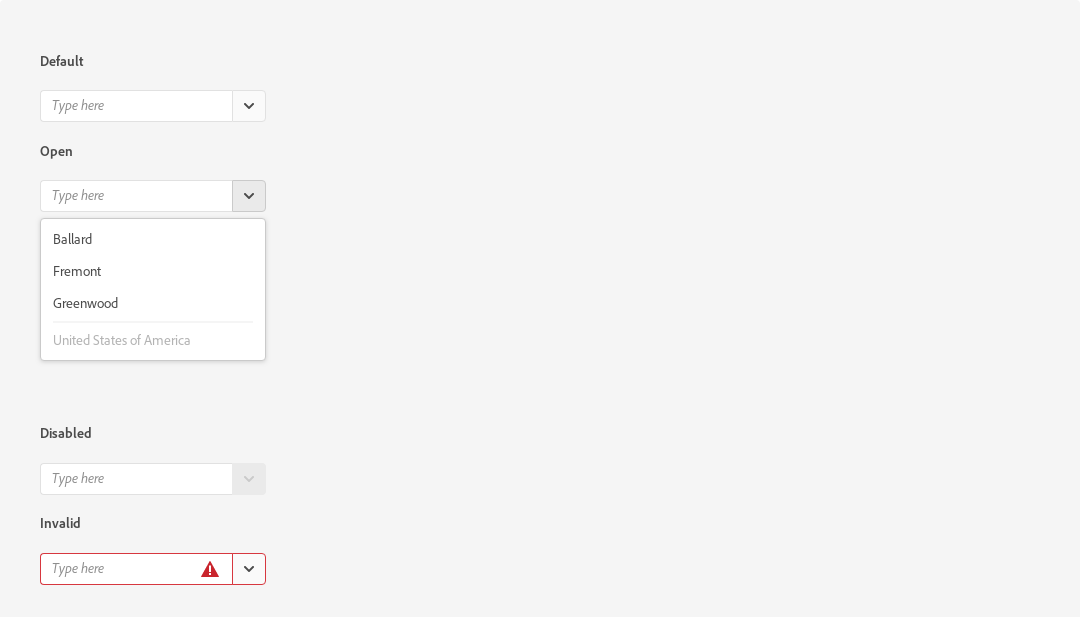 Default
Type here
Open
Type here
Ballard
Fremont
Greenwood
United States of America
Disabled
Type here
Invalid
Type here